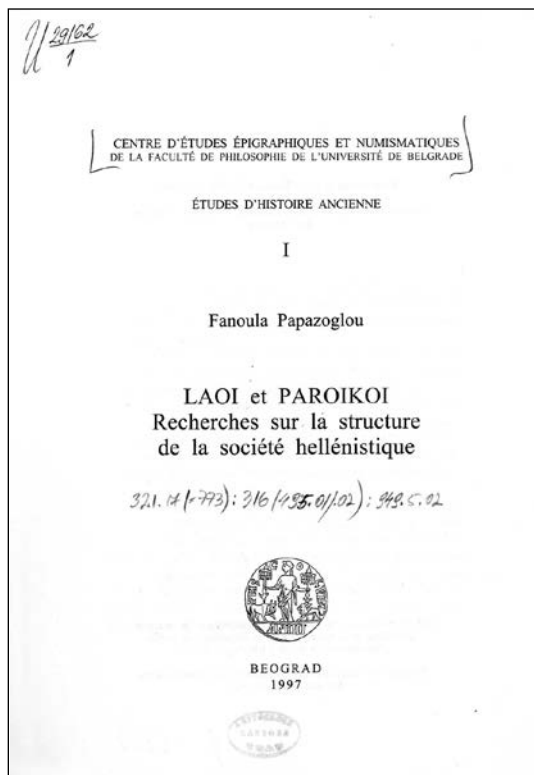 29162
1
CENTRE D'ÉTUDES ÉPIGRAPHIQUES ET NUMISMATIQUES
DE LA FACULTÉ DE PHILOSOPHIE DE L'UNIVERSITÉ DE BELGRADE
ÉTUDES D'HISTOIRE ANCIENNE
I
Fanoula Papazoglou
LAOI et PAROIKOI
Recherches sur la structure
de la société hellénistique
BEOGRAD
1997